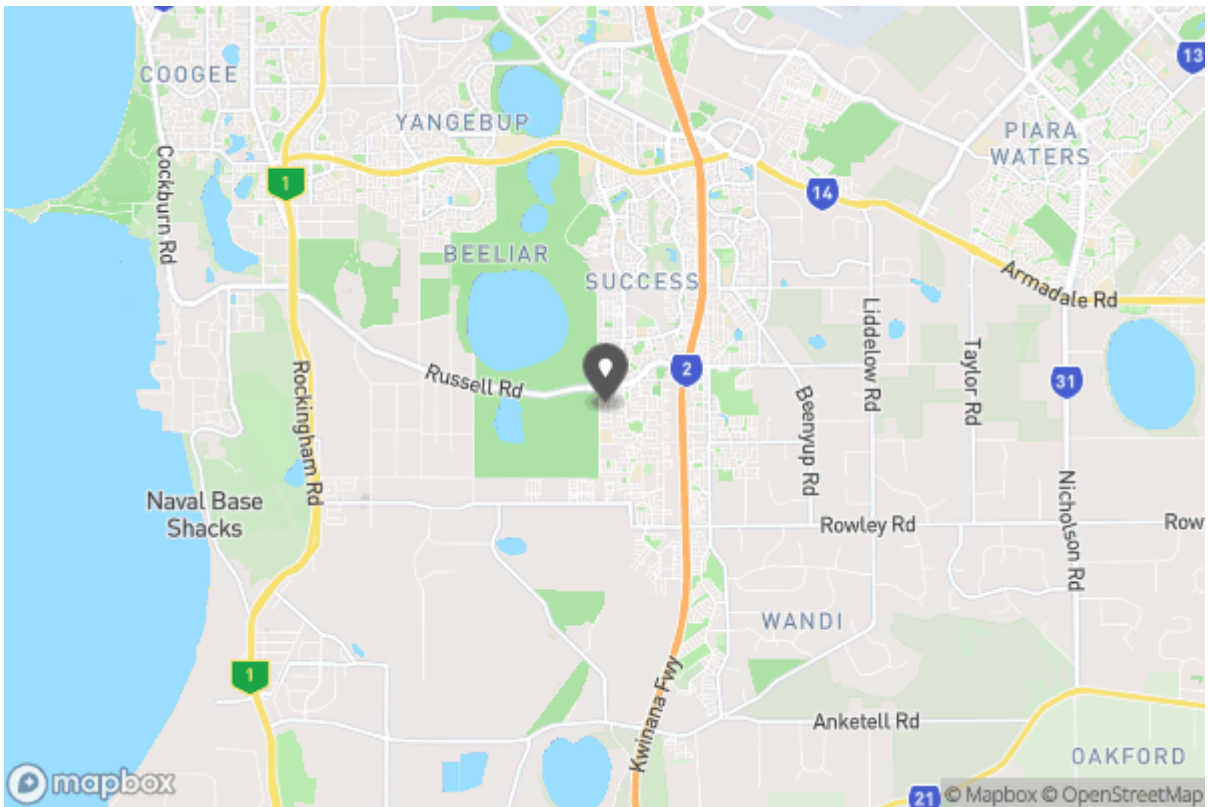 13
COOGEE
YANGEBUP
PIARA
WATERS
1
14
Cockburn Rd
BEELIAR
SUCCESS
Armadale Rd
Liddelow Rd
Taylor Rd
2
31
Russell Rd
Rockingham Rd
Beenyup Rd
Nicholson Rd
Naval Base
Shacks
Rowley Rd
Row
WANDI
1
Kwinana Fwy
Anketell Rd
OAKFORD
mapbox
21
© Mapbox © OpenStreetMap